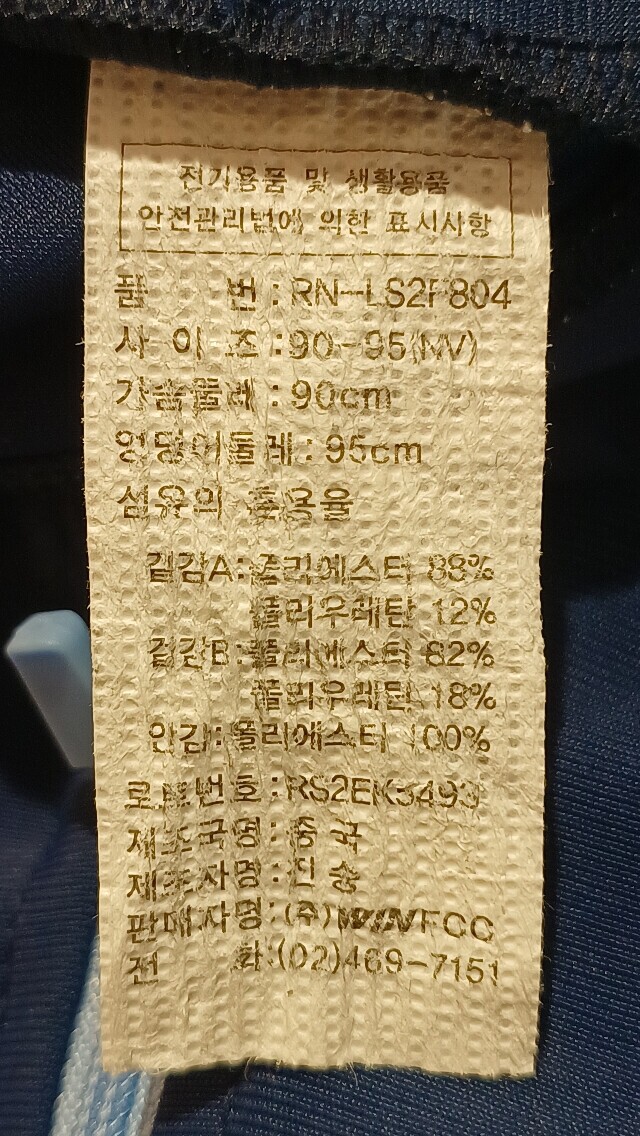 전기용품 및 생활용품
안전관리법에 의한 표시사항
품 번 : RN-LS2F804
사 이 즈 : 90-95(NV)
가슴둘레 : 90cm
엉덩이둘레 : 95cm
섬유의 혼용율
겉감A: 폴리에스터 88%
폴리우레탄 12%
겉감B: 폴리에스터 82%
폴리우레탄 18%
안감: 폴리에스터 100%
로트번호 : RS2EK3493
제조국명 : 중 국
제조자명 : 진 숭
판매자명 : (주)
전 화:(02)469-7151